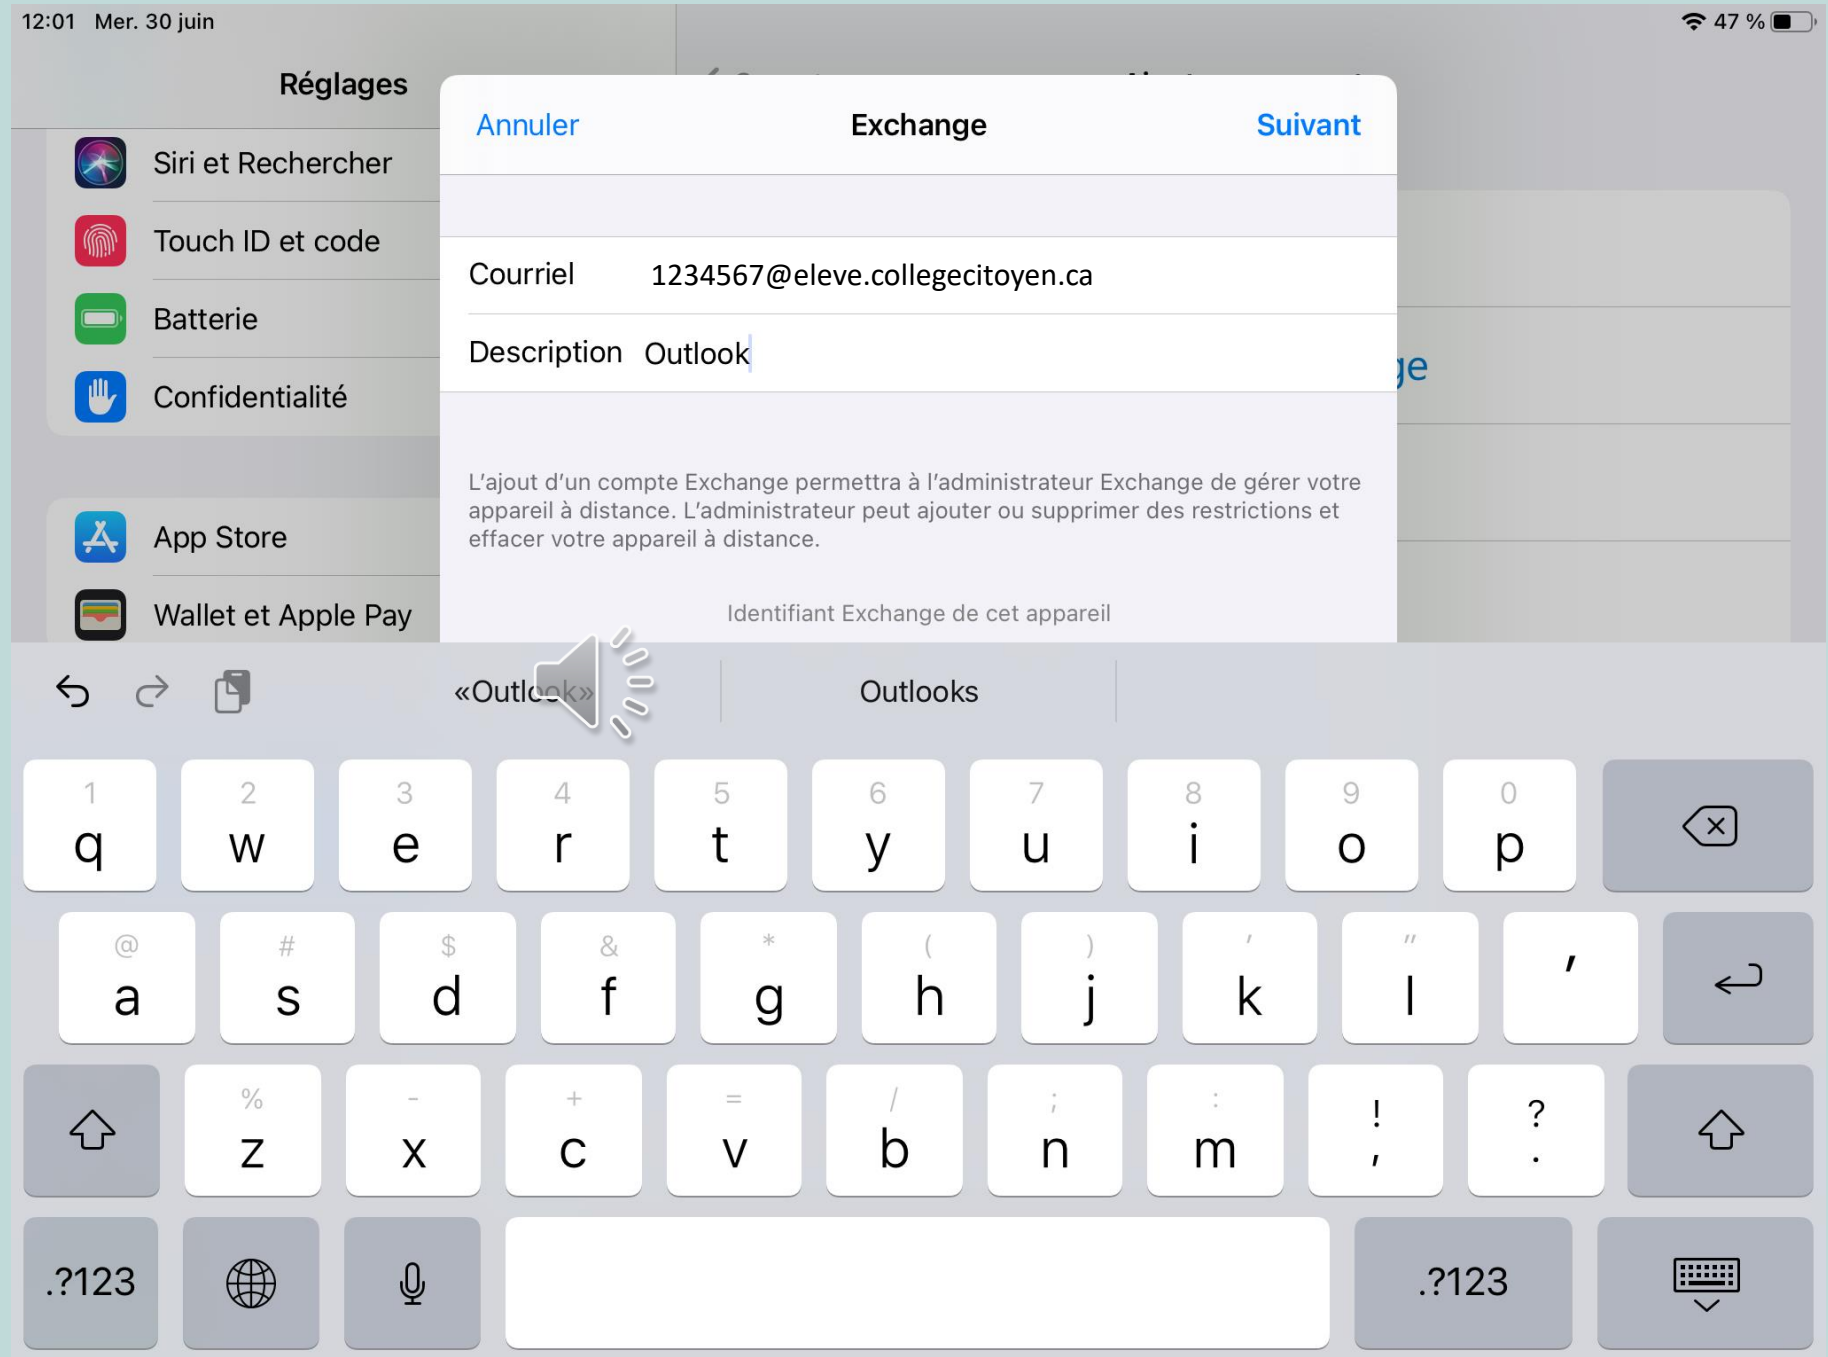 12:01 Mer. 30 juin
47 %
Réglages
Annuler
Exchange
Suivant
Siri et Rechercher
Touch ID et code
Batterie
Confidentialité
App Store
Wallet et Apple Pay
Courriel 1234567@eleve.collegecitoyen.ca
Description Outlook
ge
L’ajout d’un compte Exchange permettra à l’administrateur Exchange de gérer votre
appareil à distance. L’administrateur peut ajouter ou supprimer des restrictions et
effacer votre appareil à distance.
Identifiant Exchange de cet appareil
«Outlook» Outlooks
1 2 3 4 5 6 7 8 9 0
q w e r t y u i o p
@ # $ & * ( ) ' "
a s d f g h j k l ’
% - + = / ; : ! ?
z x c v b n m , .
.?123 .?123